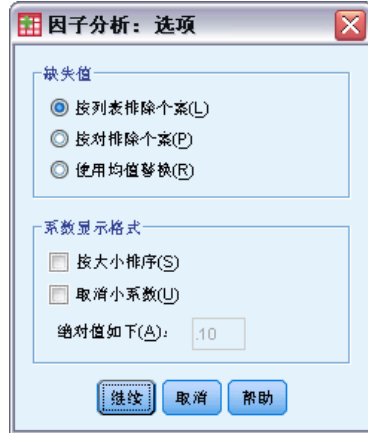 因子分析：选项
缺失值
按列表排除个案(L)
按对排除个案(P)
使用均值替换(R)
系数显示格式
按大小排序(S)
取消小系数(U)
绝对值如下(A)： .10
继续 取消 帮助